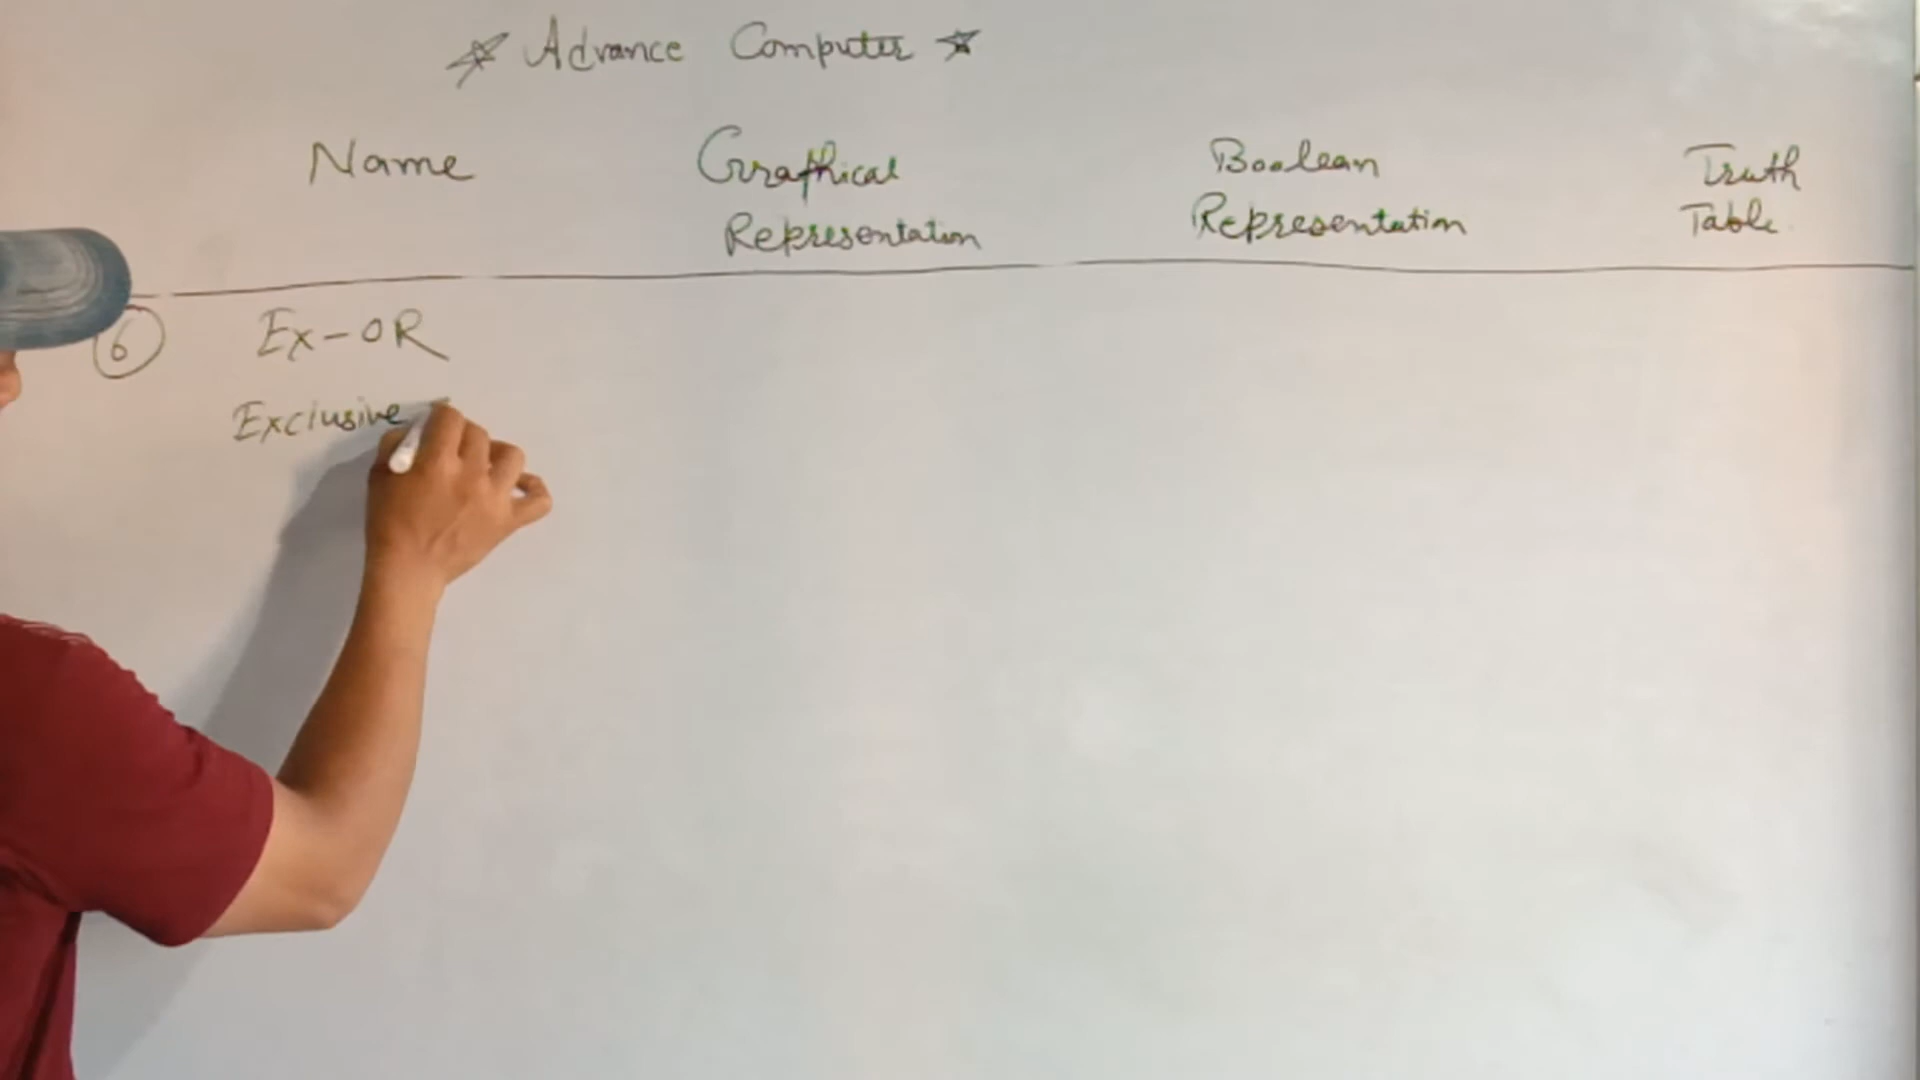 ☆ Advance Computer ☆
Name
Graphical
Representation
Boolean
Representation
Truth
Table
6 Ex-OR
Exclusive